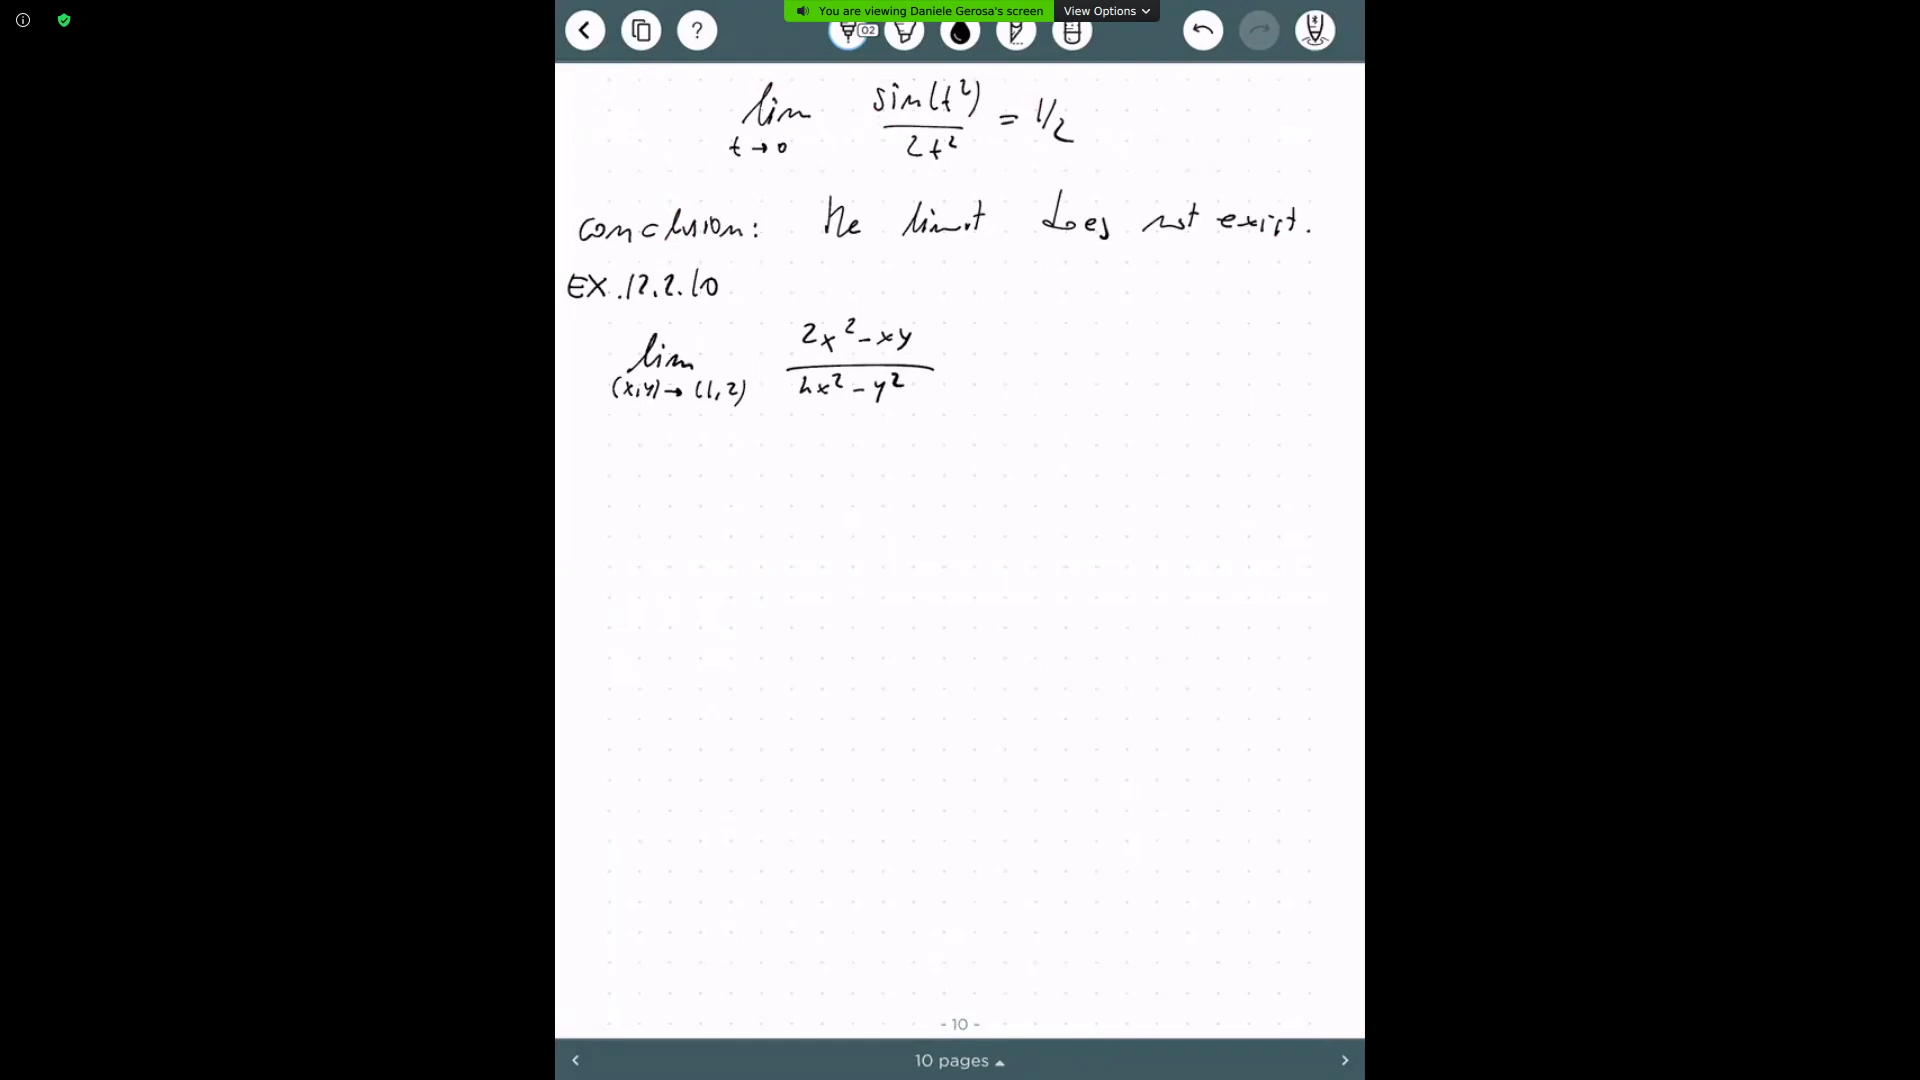 You are viewing Daniele Gerosa's screen View Options
02
?
lim sin(t²)
t → 0 2t² = 1/2
Conclusion: the limit does not exist.
EX.12.2.10
lim 2x² - xy
(x,y) → (1,2) 4x² - y²
- 10 -
10 pages